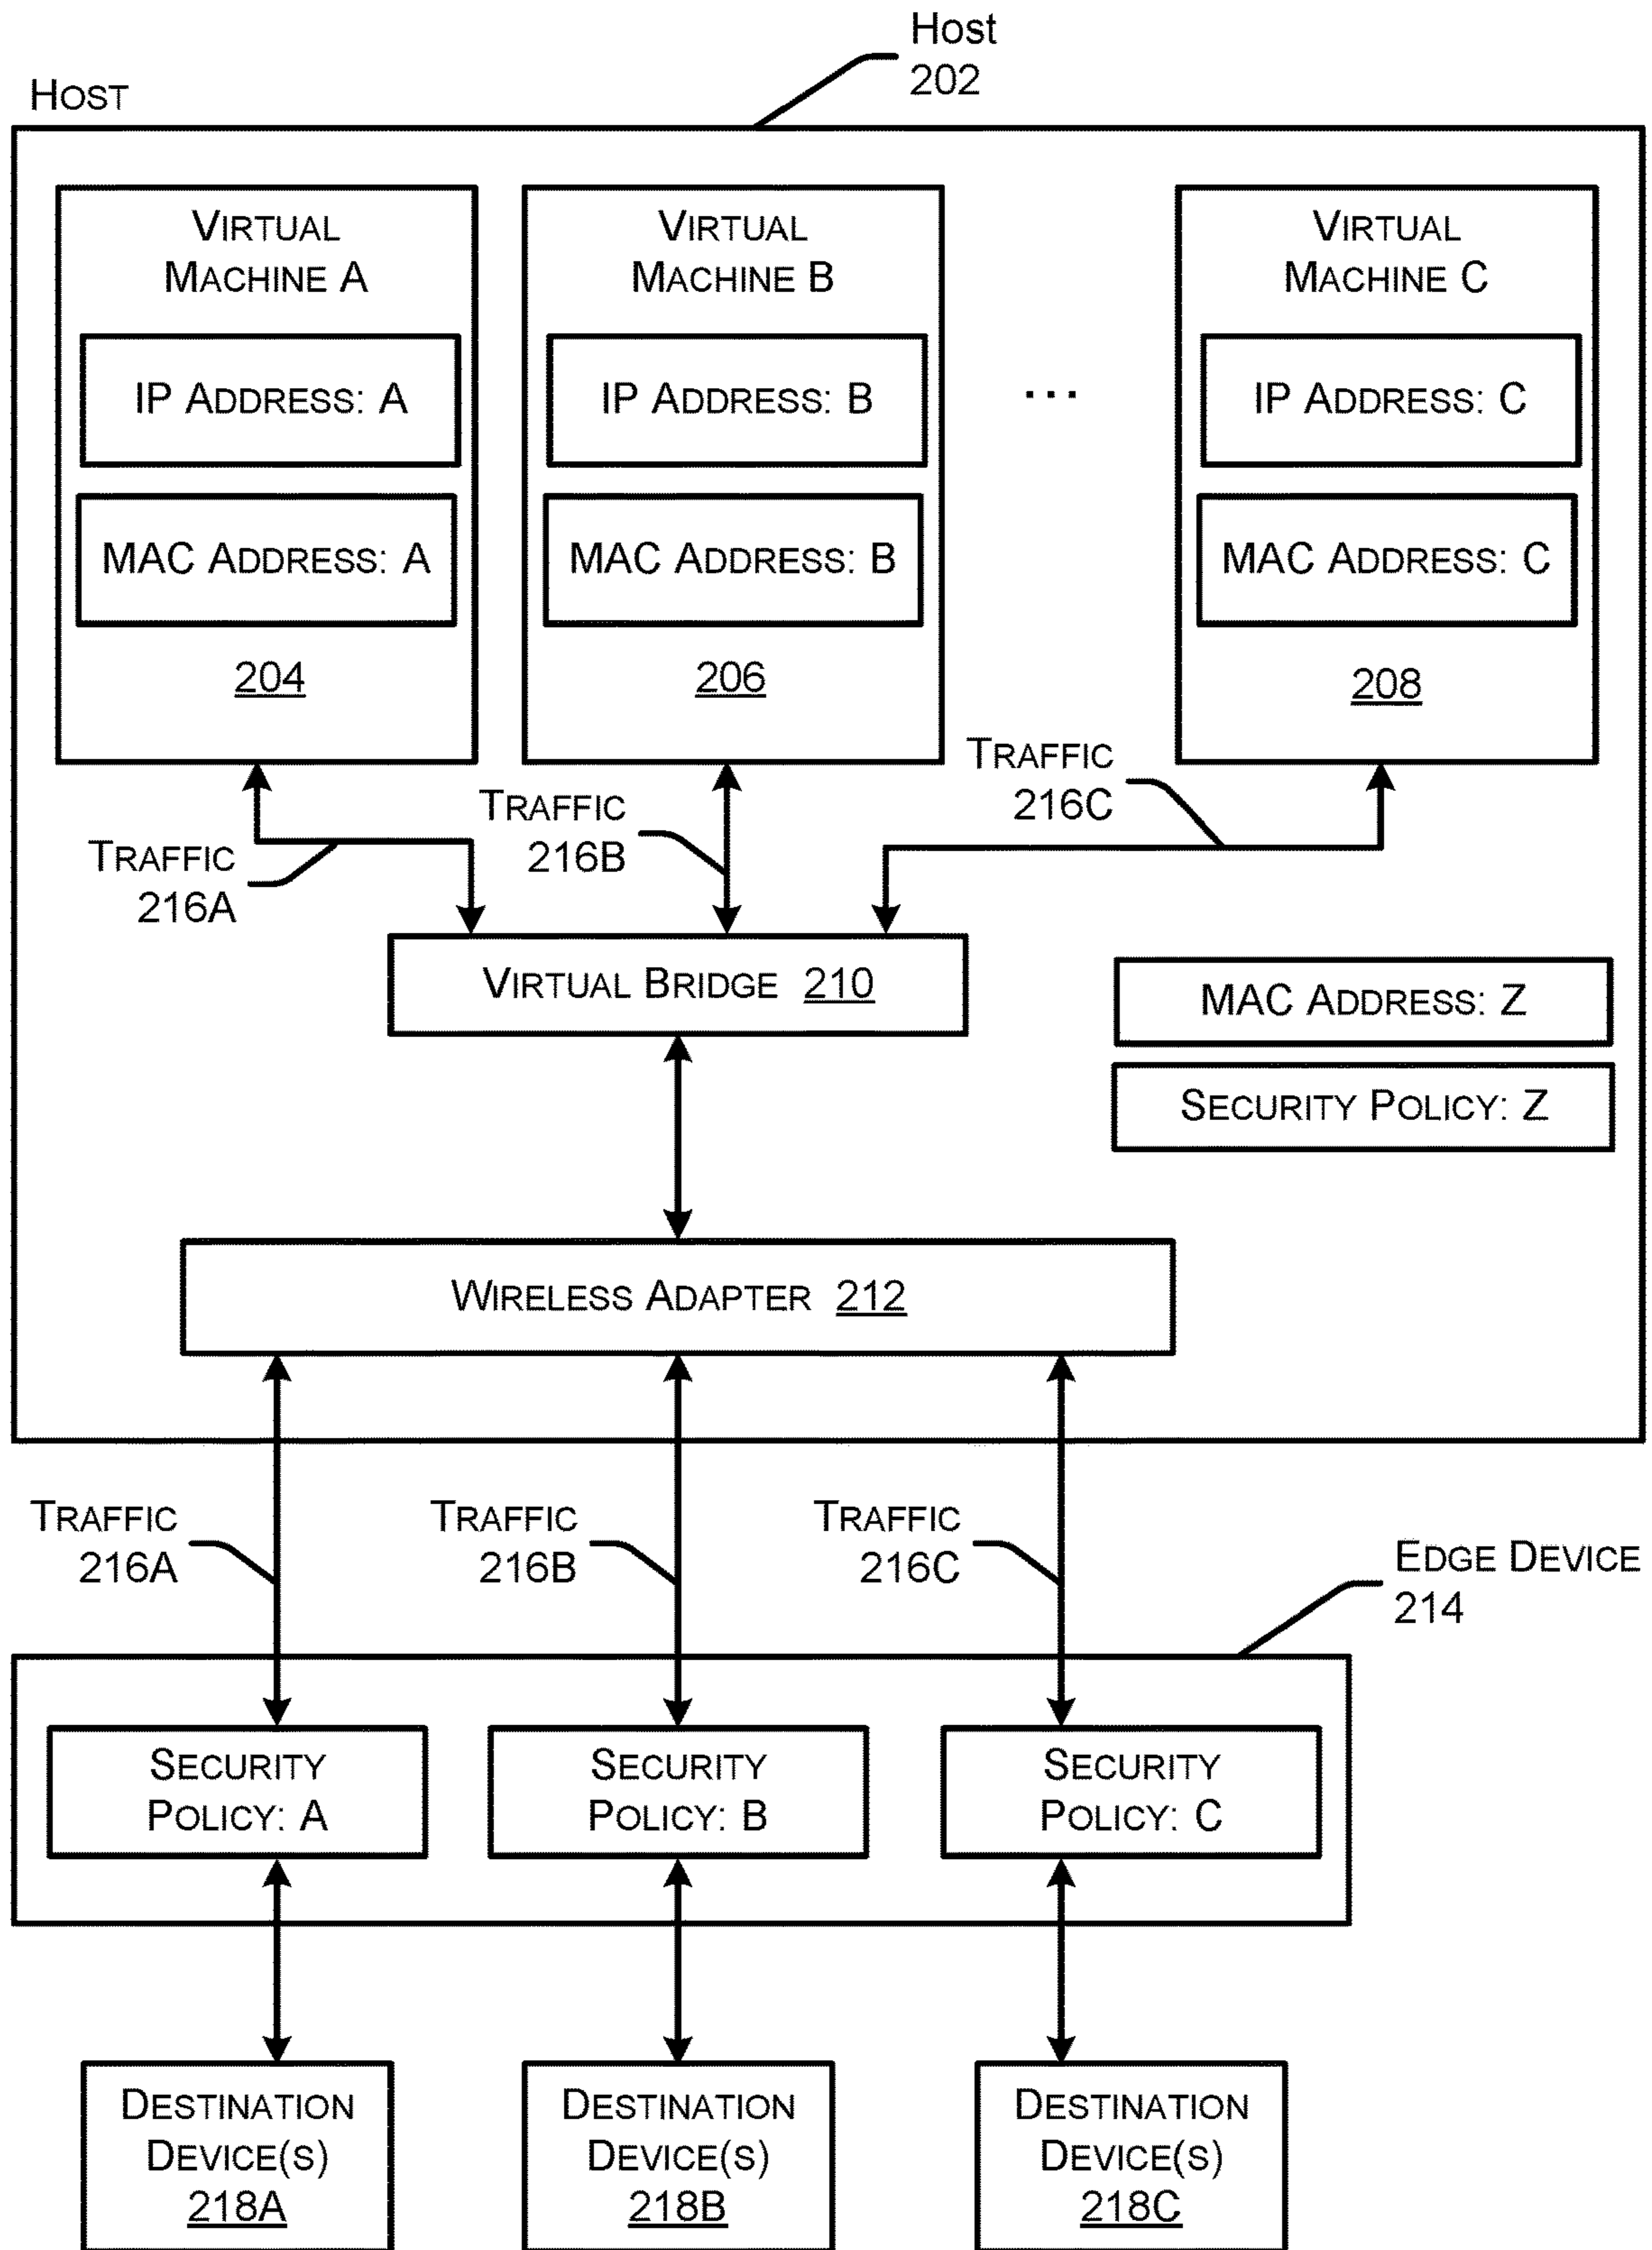 Host
202
HOST
VIRTUAL
MACHINE A
IP ADDRESS: A
MAC ADDRESS: A
204
VIRTUAL
MACHINE B
IP ADDRESS: B
MAC ADDRESS: B
206
...
VIRTUAL
MACHINE C
IP ADDRESS: C
MAC ADDRESS: C
208
TRAFFIC
216A
TRAFFIC
216B
TRAFFIC
216C
VIRTUAL BRIDGE 210
MAC ADDRESS: Z
SECURITY POLICY: Z
WIRELESS ADAPTER 212
TRAFFIC
216A
TRAFFIC
216B
TRAFFIC
216C
EDGE DEVICE
214
SECURITY
POLICY: A
SECURITY
POLICY: B
SECURITY
POLICY: C
DESTINATION
DEVICE(S)
218A
DESTINATION
DEVICE(S)
218B
DESTINATION
DEVICE(S)
218C